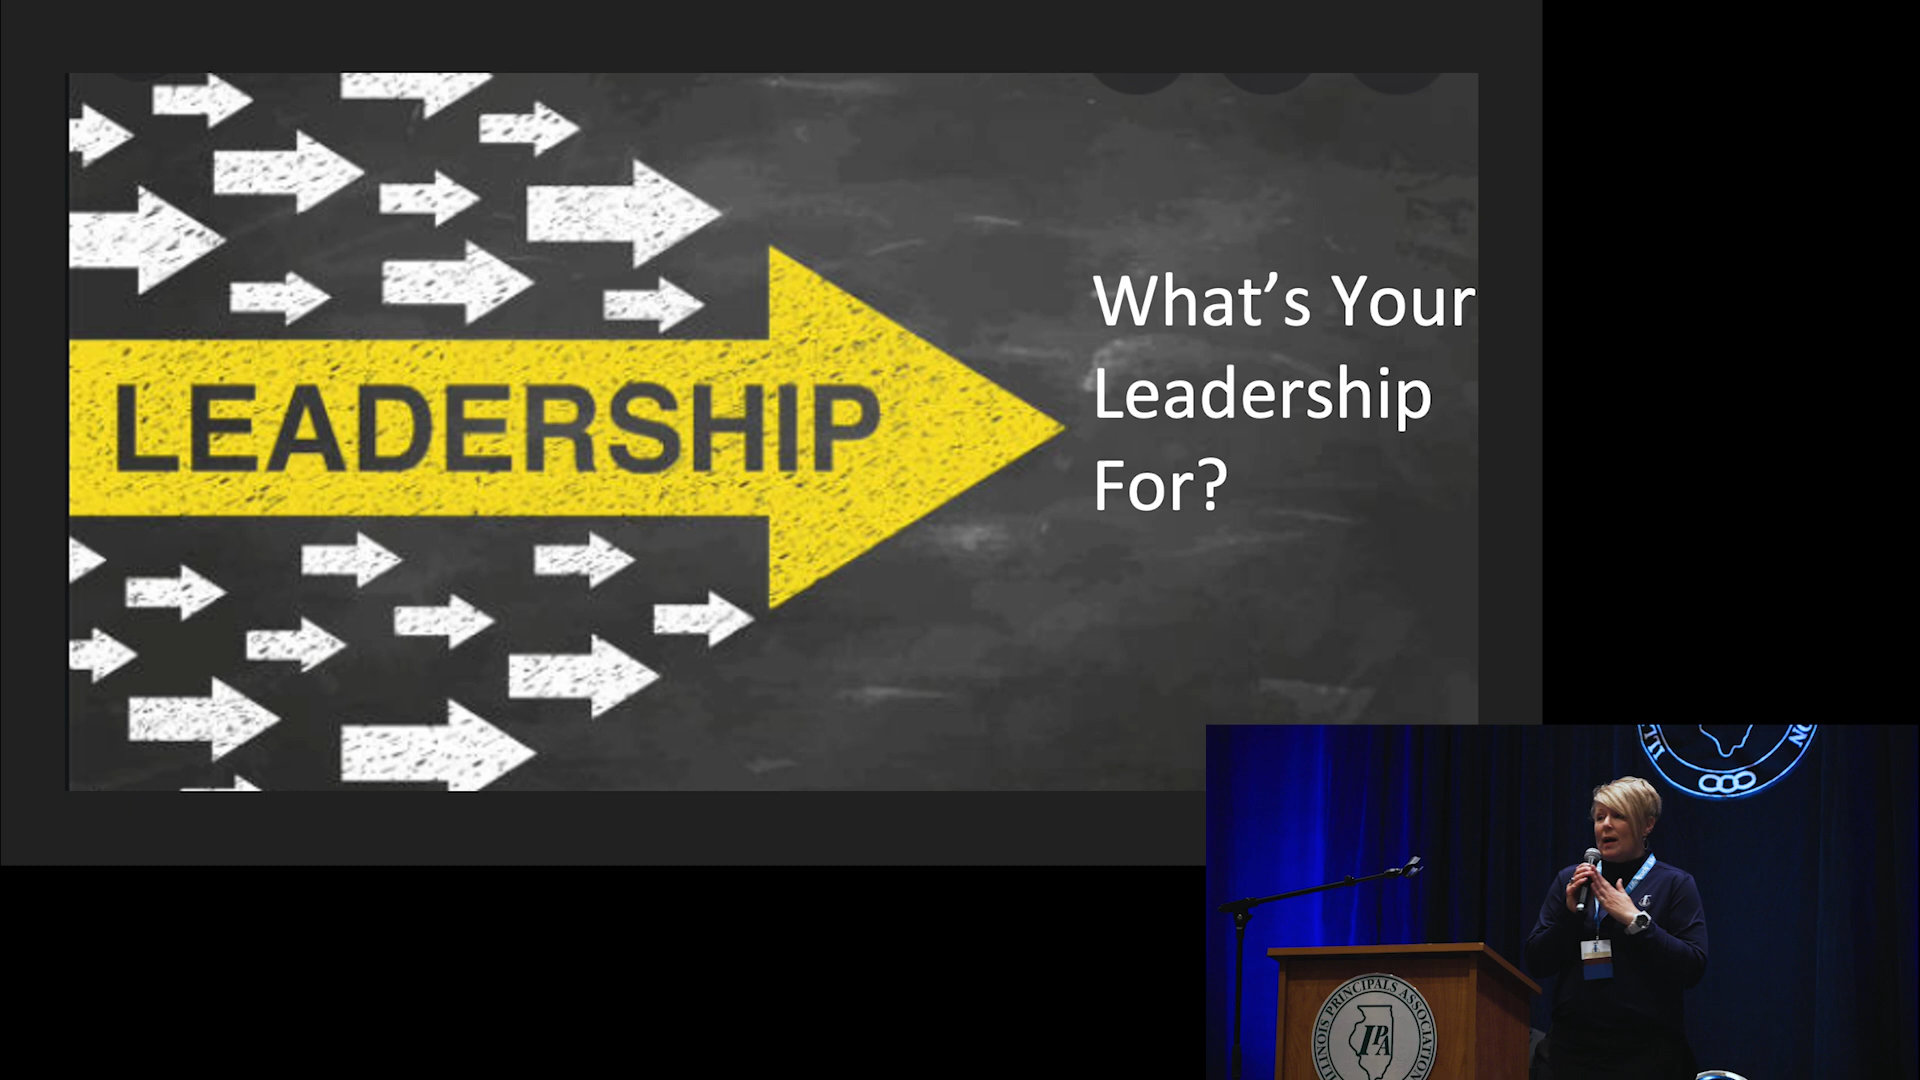 LEADERSHIP
What's Your
Leadership
For?
ILLINOIS PRINCIPALS ASSOCIATION
IPA